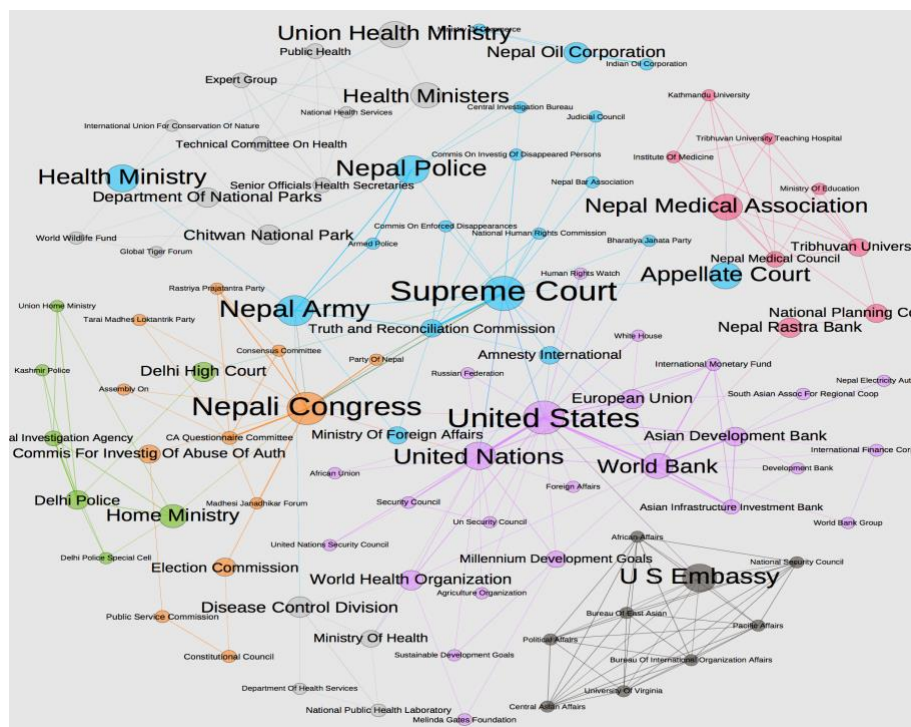 Ministry Of Commerce
Union Health Ministry
Public Health
Nepal Oil Corporation
Indian Oil Corporation
Expert Group
Health Ministers
Kathmandu University
National Health Services
Central Investigation Bureau
Judicial Council
International Union For Conservation Of Nature
Technical Committee On Health
Tribhuvan University Teaching Hospital
Commis On Investig Of Disappeared Persons
Institute Of Medicine
Nepal Police
Health Ministry
Senior Officials Health Secretaries
Department Of National Parks
Nepal Bar Association
Ministry Of Education
Nepal Medical Association
Commis On Enforced Disappearances
National Human Rights Commission
Chitwan National Park
World Wildlife Fund
Armed Police
Bharatiya Janata Party
Tribhuvan Univers
Global Tiger Forum
Nepal Medical Council
Human Rights Watch
Appellate Court
Rastriya Prajatantra Party
Supreme Court
Union Home Ministry
Nepal Army
National Planning Co
Tarai Madhes Loktantrik Party
Truth and Reconciliation Commission
Nepal Rastra Bank
White House
Consensus Committee
Party Of Nepal
Amnesty International
Kashmir Police
Delhi High Court
Russian Federation
International Monetary Fund
Assembly On
South Asian Assoc For Regional Coop
Nepal Electricity Aut
European Union
Nepali Congress
United States
CA Questionnaire Committee
Ministry Of Foreign Affairs
Asian Development Bank
al Investigation Agency
Commis For Investig Of Abuse Of Auth
International Finance Corp
United Nations
World Bank
African Union
Development Bank
Foreign Affairs
Delhi Police
Madhesi Janadhikar Forum
Security Council
Asian Infrastructure Investment Bank
Home Ministry
Un Security Council
World Bank Group
African Affairs
United Nations Security Council
Delhi Police Special Cell
Millennium Development Goals
National Security Council
Election Commission
World Health Organization
U S Embassy
Agriculture Organization
Disease Control Division
Public Service Commission
Bureau Of East Asian
Pacific Affairs
Ministry Of Health
Political Affairs
Constitutional Council
Sustainable Development Goals
Bureau Of International Organization Affairs
Department Of Health Services
University Of Virginia
National Public Health Laboratory
Central Asian Affairs
Melinda Gates Foundation